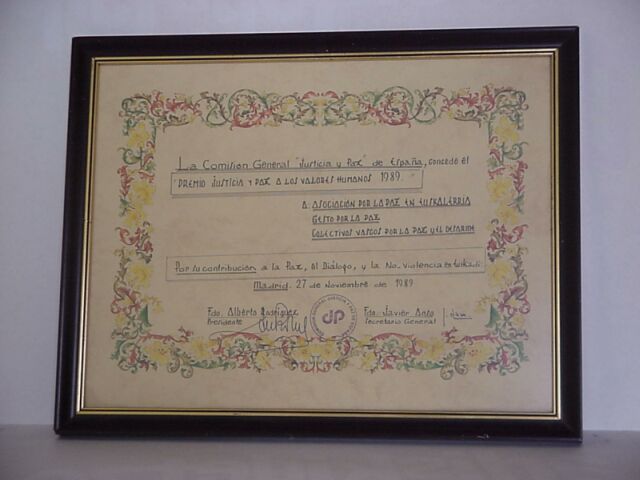 La Comisión General "Justicia y Paz" de España, concede el
"PREMIO JUSTICIA Y PAZ A LOS VALORES HUMANOS 1989"
A: ASOCIACIÓN POR LA PAZ EN EUSKALERRIA
GESTO POR LA PAZ
COLECTIVOS VASCOS POR LA PAZ Y EL DESARME
Por su contribución a la Paz, al Diálogo, y la No-Violencia en Euskadi.
Madrid, 27 de Noviembre de 1989
Fdo. Alberto Rodríguez
Presidente
JP
Fdo. Javier
Secretario General